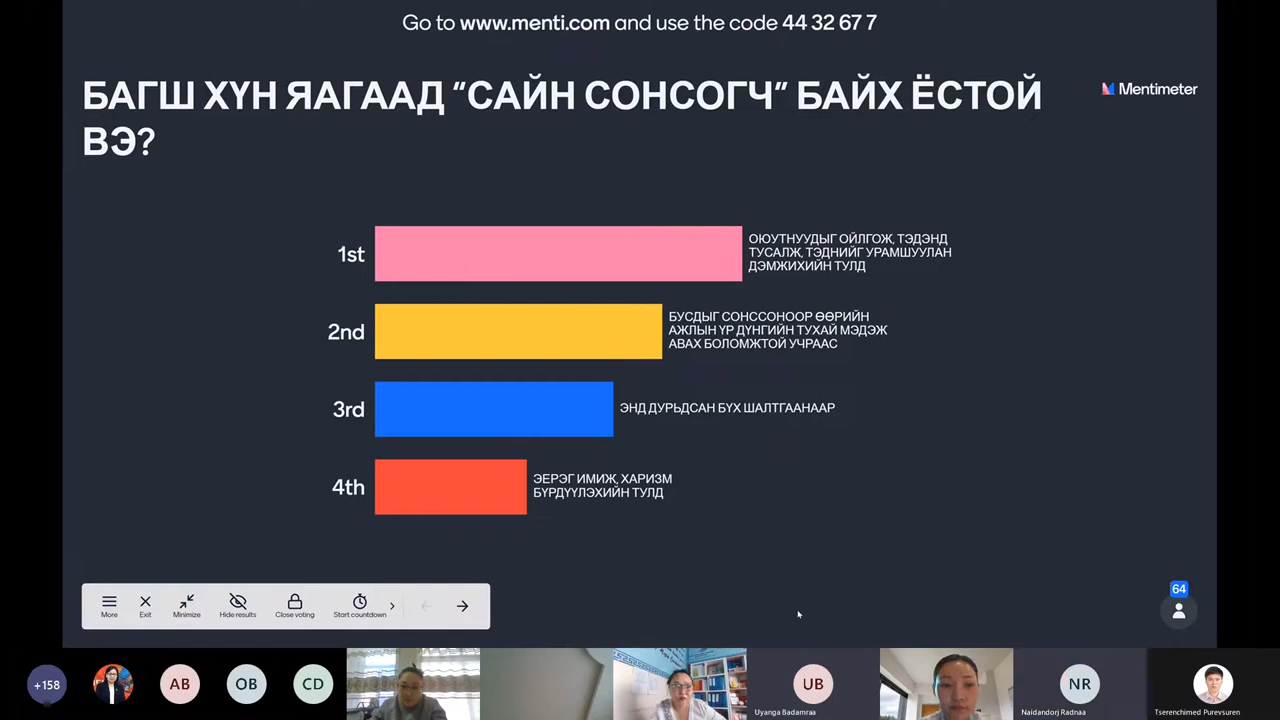 Go to www.menti.com and use the code 44 32 67 7
БАГШ ХҮН ЯАГААД “САЙН СОНСОГЧ” БАЙХ ЁСТОЙ
ВЭ?
Mentimeter
1st
ОЮУТНУУДЫГ ОЙЛГОЖ, ТЭДЭНД
ТУСАЛЖ, ТЭДНИЙГ УРАМШУУЛАН
ДЭМЖИХИЙН ТУЛД
2nd
БУСДЫГ СОНССОНООР ӨӨРИЙН
АЖЛЫН ҮР ДҮНГИЙН ТУХАЙ МЭДЭЖ
АВАХ БОЛОМЖТОЙ УЧРААС
3rd
ЭНД ДУРЬДСАН БҮХ ШАЛТГААНААР
4th
ЭЕРЭГ ИМИЖ, ХАРИЗМ
БҮРДҮҮЛЭХИЙН ТУЛД
More
Exit
Minimize
Hide results
Close voting
Start countdown
64
+158
AB
OB
CD
UB
Uyanga Badamraa
NR
Naidandorj Radnaa
Tserenchimed Purevsuren